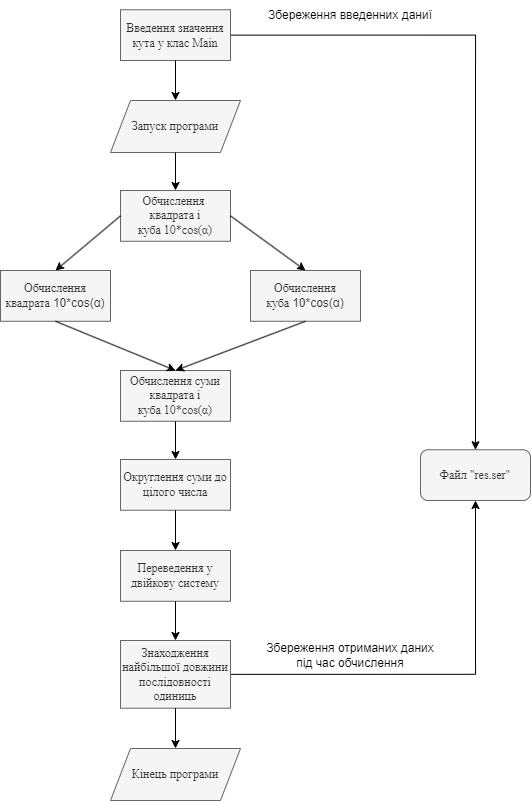 Збереження введенних даниї
Введення значення
кута у клас Main
Запуск програми
Обчислення
квадрата і
куба 10*cos(α)
Обчислення
квадрата 10*cos(α)
Обчислення
куба 10*cos(α)
Обчислення суми
квадрата і
куба 10*cos(α)
Файл "res.ser"
Округлення суми до
цілого числа
Переведення у
двійкову систему
Знаходження
найбільшої довжини
послідовності
одиниць
Збереження отриманих даних
під час обчислення
Кінець програми